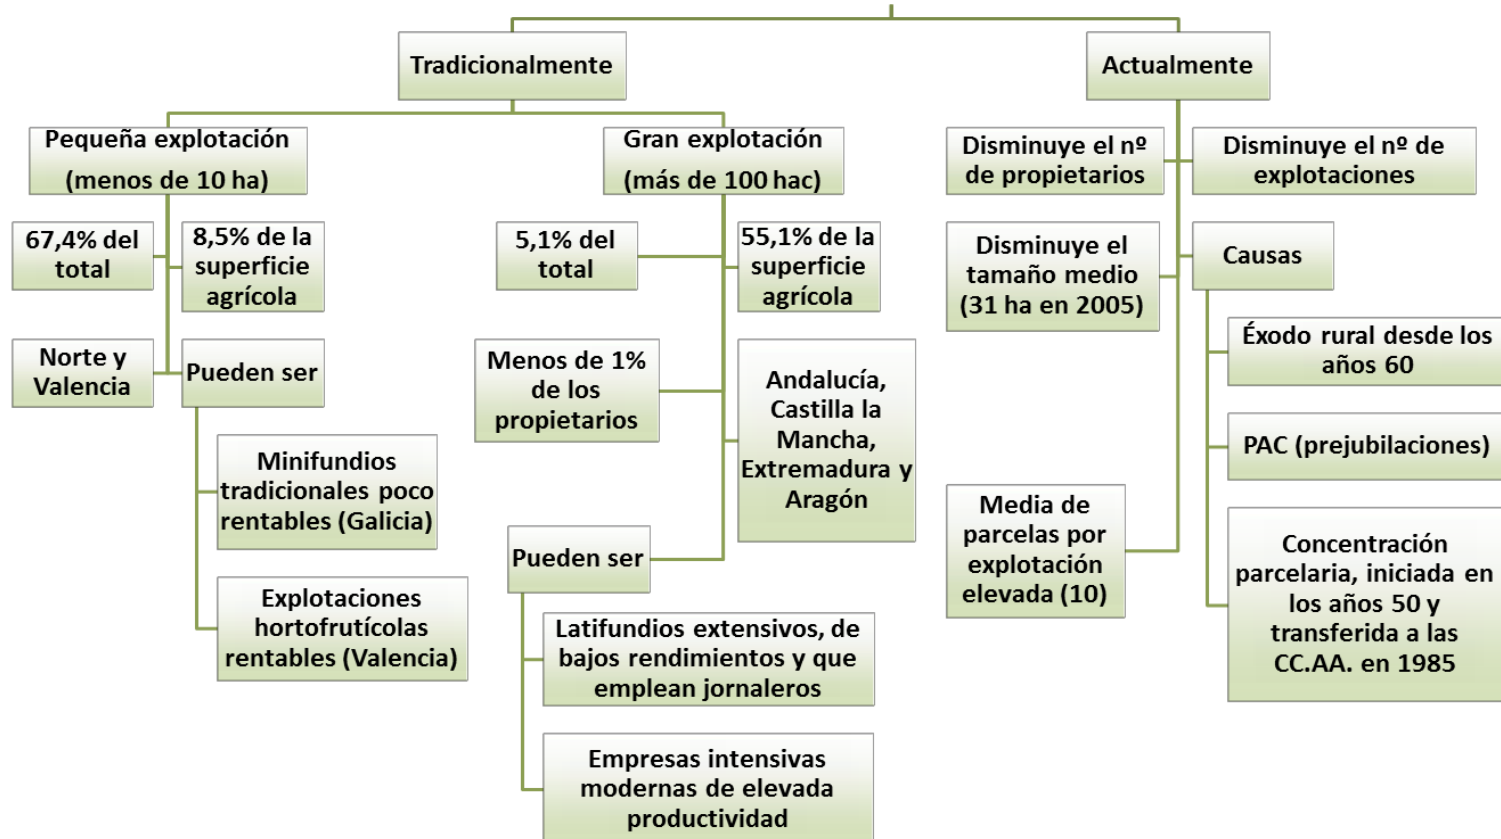 Tradicionalmente
Pequeña explotación
(menos de 10 ha)
67,4% del
total
8,5% de la
superficie
agrícola
Norte y
Valencia
Pueden ser
Minifundios
tradicionales poco
rentables (Galicia)
Explotaciones
hortofrutícolas
rentables (Valencia)
Gran explotación
(más de 100 hac)
5,1% del
total
55,1% de la
superficie
agrícola
Menos de 1%
de los
propietarios
Andalucía,
Castilla la
Mancha,
Extremadura y
Aragón
Pueden ser
Latifundios extensivos, de
bajos rendimientos y que
emplean jornaleros
Empresas intensivas
modernas de elevada
productividad
Actualmente
Disminuye el nº
de propietarios
Disminuye el nº de
explotaciones
Disminuye el
tamaño medio
(31 ha en 2005)
Causas
Éxodo rural desde los
años 60
PAC (prejubilaciones)
Concentración
parcelaria, iniciada en
los años 50 y
transferida a las
CC.AA. en 1985
Media de
parcelas por
explotación
elevada (10)